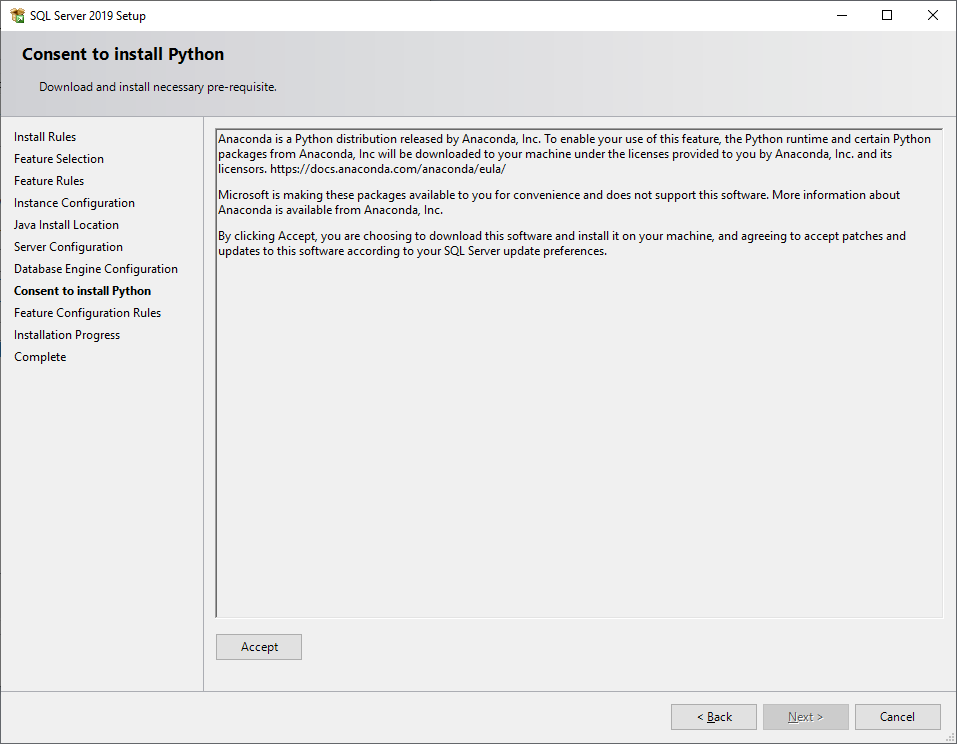 SQL Server 2019 Setup
Consent to install Python
Download and install necessary pre-requisite.
Install Rules
Feature Selection
Feature Rules
Instance Configuration
Java Install Location
Server Configuration
Database Engine Configuration
Consent to install Python
Feature Configuration Rules
Installation Progress
Complete
Anaconda is a Python distribution released by Anaconda, Inc. To enable your use of this feature, the Python runtime and certain Python
packages from Anaconda, Inc will be downloaded to your machine under the licenses provided to you by Anaconda, Inc. and its
licensors. https://docs.anaconda.com/anaconda/eula/
Microsoft is making these packages available to you for convenience and does not support this software. More information about
Anaconda is available from Anaconda, Inc.
By clicking Accept, you are choosing to download this software and install it on your machine, and agreeing to accept patches and
updates to this software according to your SQL Server update preferences.
Accept
< Back
Next >
Cancel